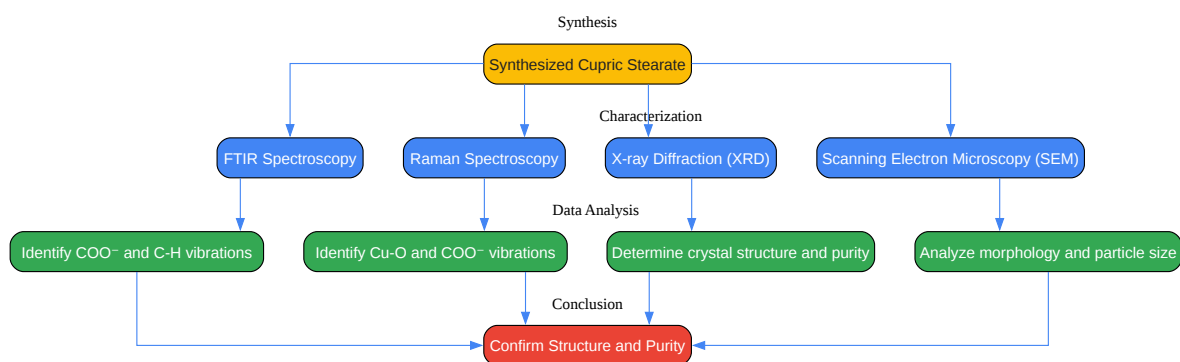 Synthesis
Synthesized Cupric Stearate
Characterization
FTIR Spectroscopy
Raman Spectroscopy
X-ray Diffraction (XRD)
Scanning Electron Microscopy (SEM)
Data Analysis
Identify COO⁻ and C-H vibrations
Identify Cu-O and COO⁻ vibrations
Determine crystal structure and purity
Analyze morphology and particle size
Conclusion
Confirm Structure and Purity